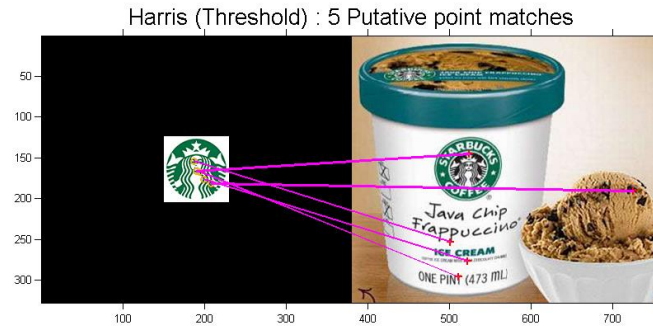 Harris (Threshold) : 5 Putative point matches
50
100
150
200
250
300
STARBUCKS
COFFEE
Java Chip
Frappuccino
ICE CREAM
ONE PINT (473 mL)
100
200
300
400
500
600
700